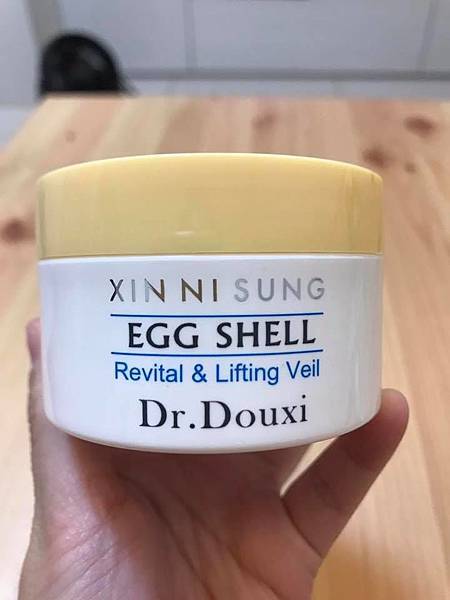 XIN NI SUNG
EGG SHELL
Revital & Lifting Veil
Dr.Douxi